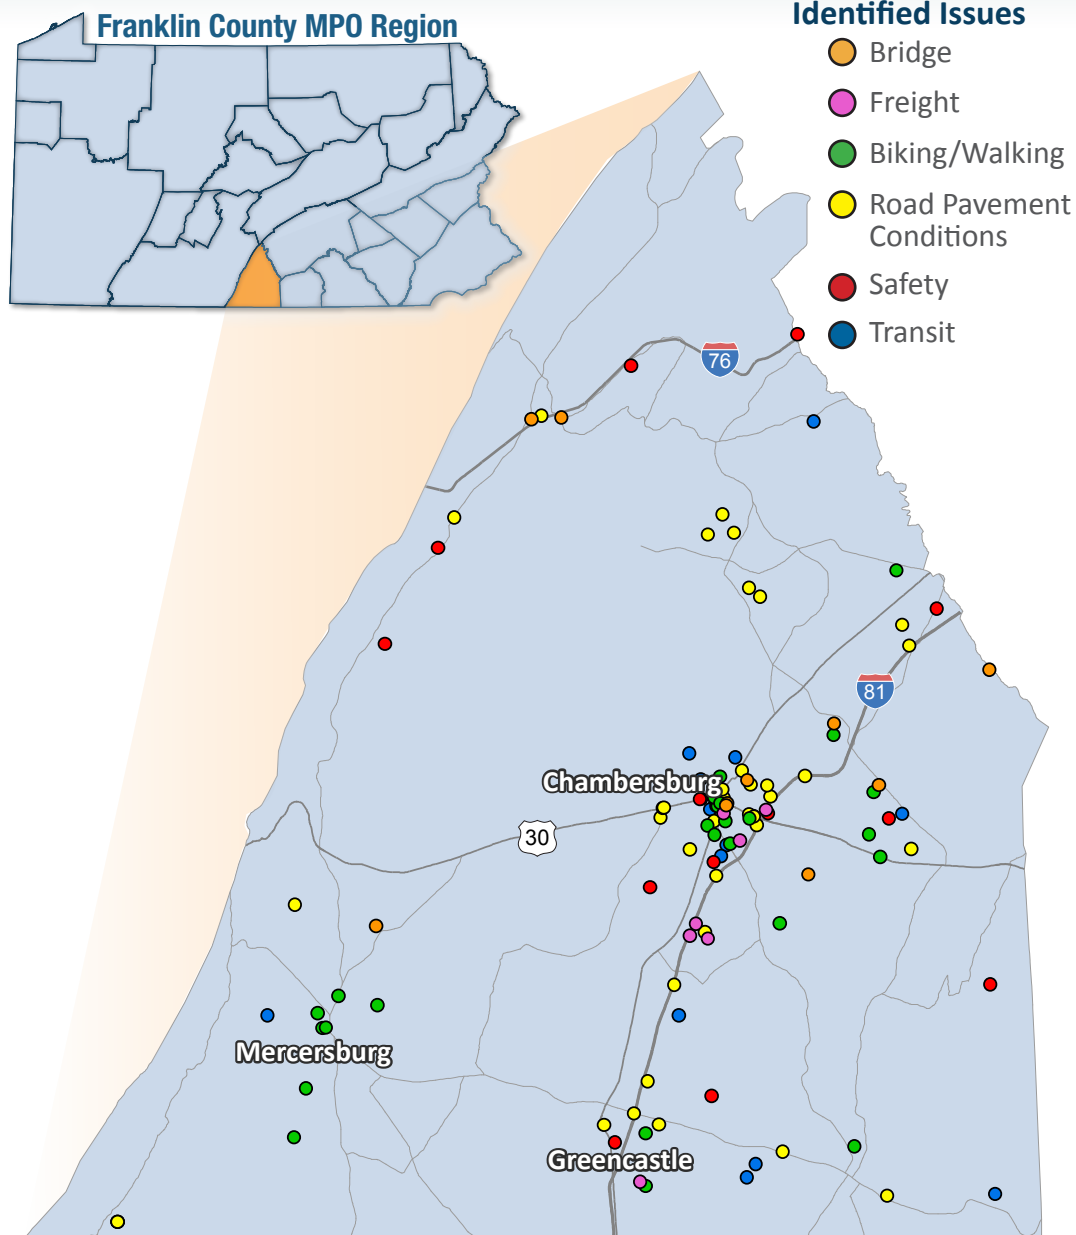 Franklin County MPO Region
Identified Issues
Bridge
Freight
Biking/Walking
Road Pavement
Conditions
Safety
Transit
76
81
Chambersburg
30
Mercersburg
Greencastle